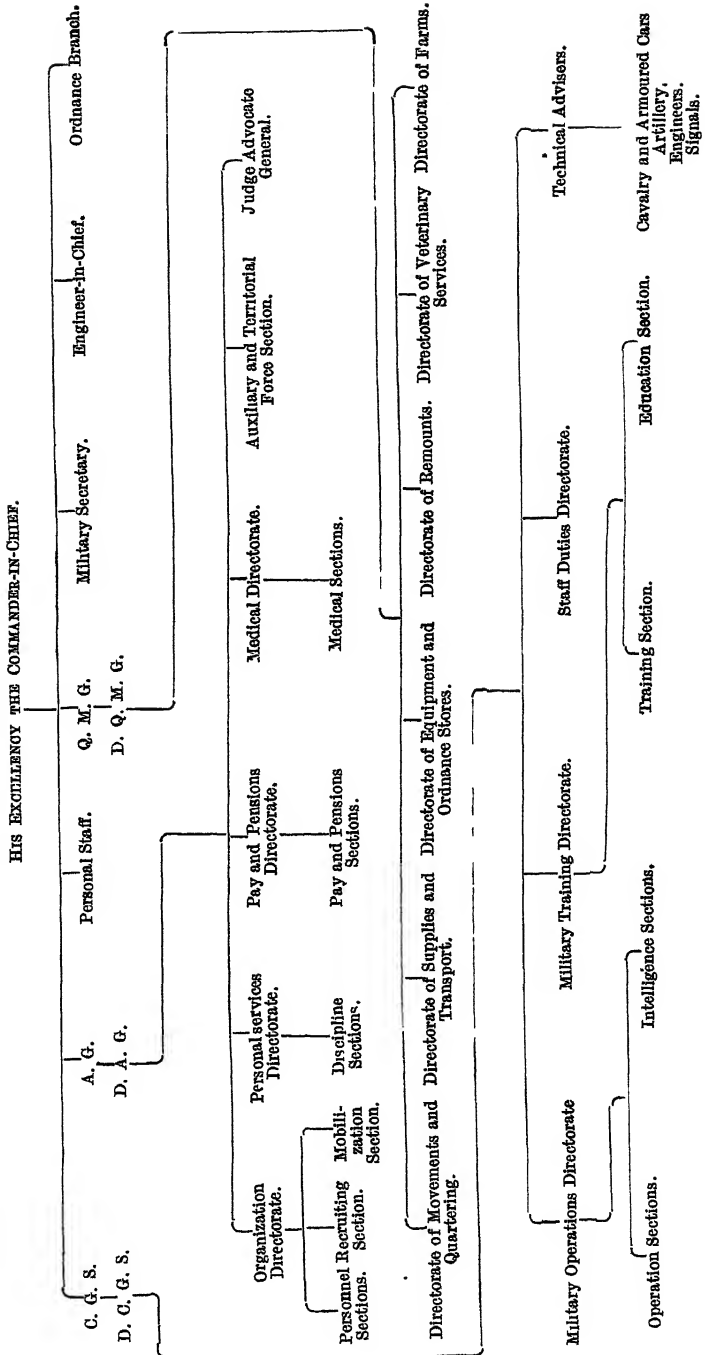 HIS EXCELLENCY THE COMMANDER-IN-CHIEF.
C. G. S. A. G. Personal Staff. Q. M. G. Military Secretary. Engineer-in-Chief. Ordnance Branch.
D. C. G. S. D. A. G. D. Q. M. G.
Organization Directorate.
Personal services Directorate.
Pay and Pensions Directorate.
Medical Directorate.
Auxiliary and Territorial Force Section.
Judge Advocate General.
Personnel Sections.
Recruiting Section.
Mobili-
zation
Section.
Discipline Sections.
Pay and Pensions Sections.
Medical Sections.
Directorate of Movements and Quartering.
Directorate of Supplies and Transport.
Directorate of Equipment and Ordnance Stores.
Directorate of Remounts.
Directorate of Veterinary Services.
Directorate of Farms.
Military Operations Directorate
Military Training Directorate.
Staff Duties Directorate.
Technical Advisers.
Operation Sections.
Intelligence Sections.
Training Section.
Education Section.
Cavalry and Armoured Cars
Artillery.
Engineers.
Signals.